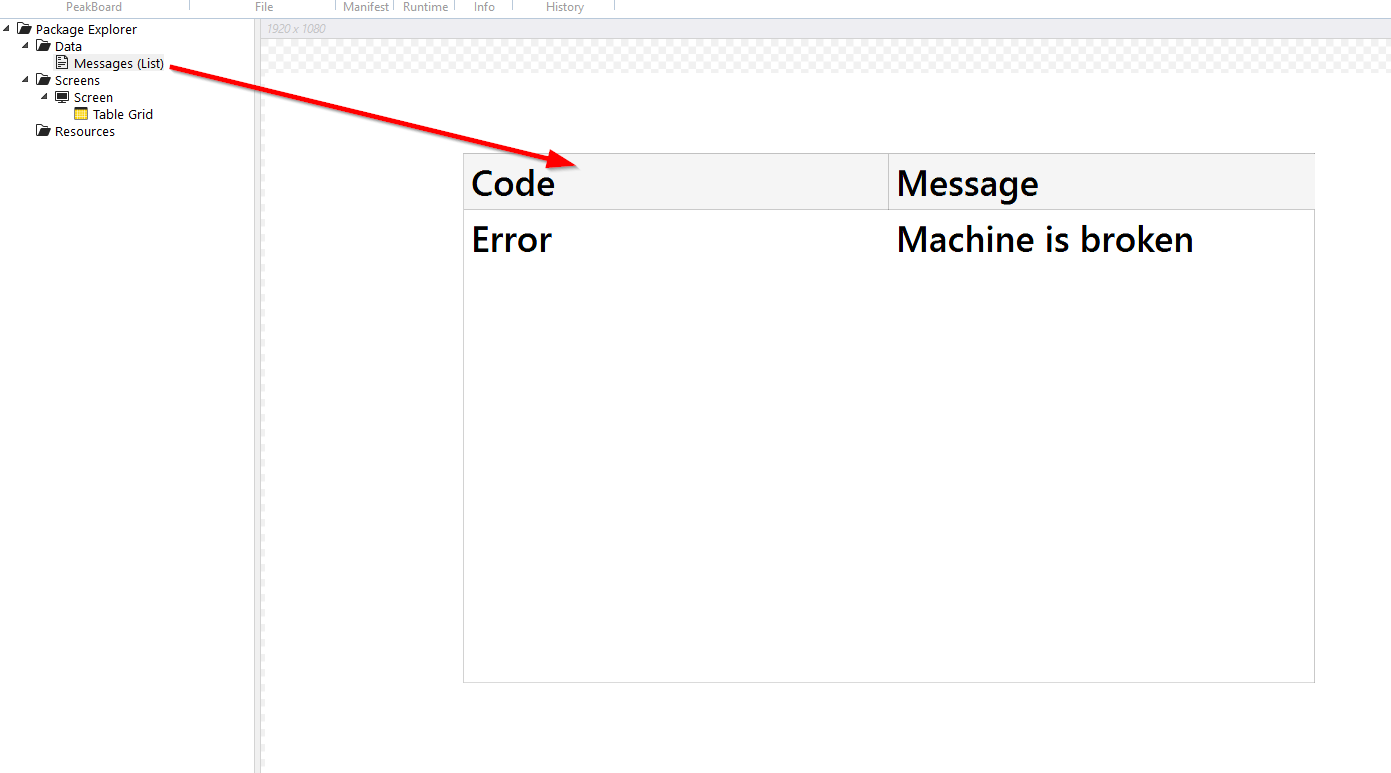 PeakBoard File Manifest Runtime Info History
Package Explorer
Data
Messages (List)
Screens
Screen
Table Grid
Resources
1920 x 1080
Code Message
Error Machine is broken